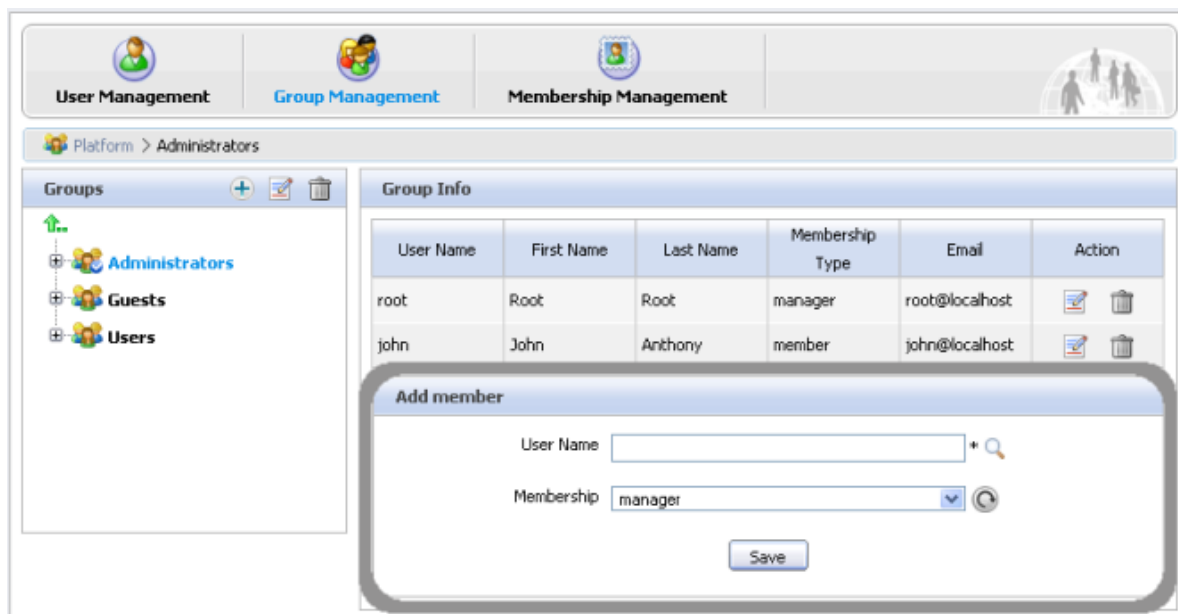 User Management Group Management Membership Management
Platform > Administrators
Groups
Administrators
Guests
Users
Group Info
User Name First Name Last Name Membership Type Email Action
root Root Root manager root@localhost
john John Anthony member john@localhost
Add member
User Name *
Membership manager
Save